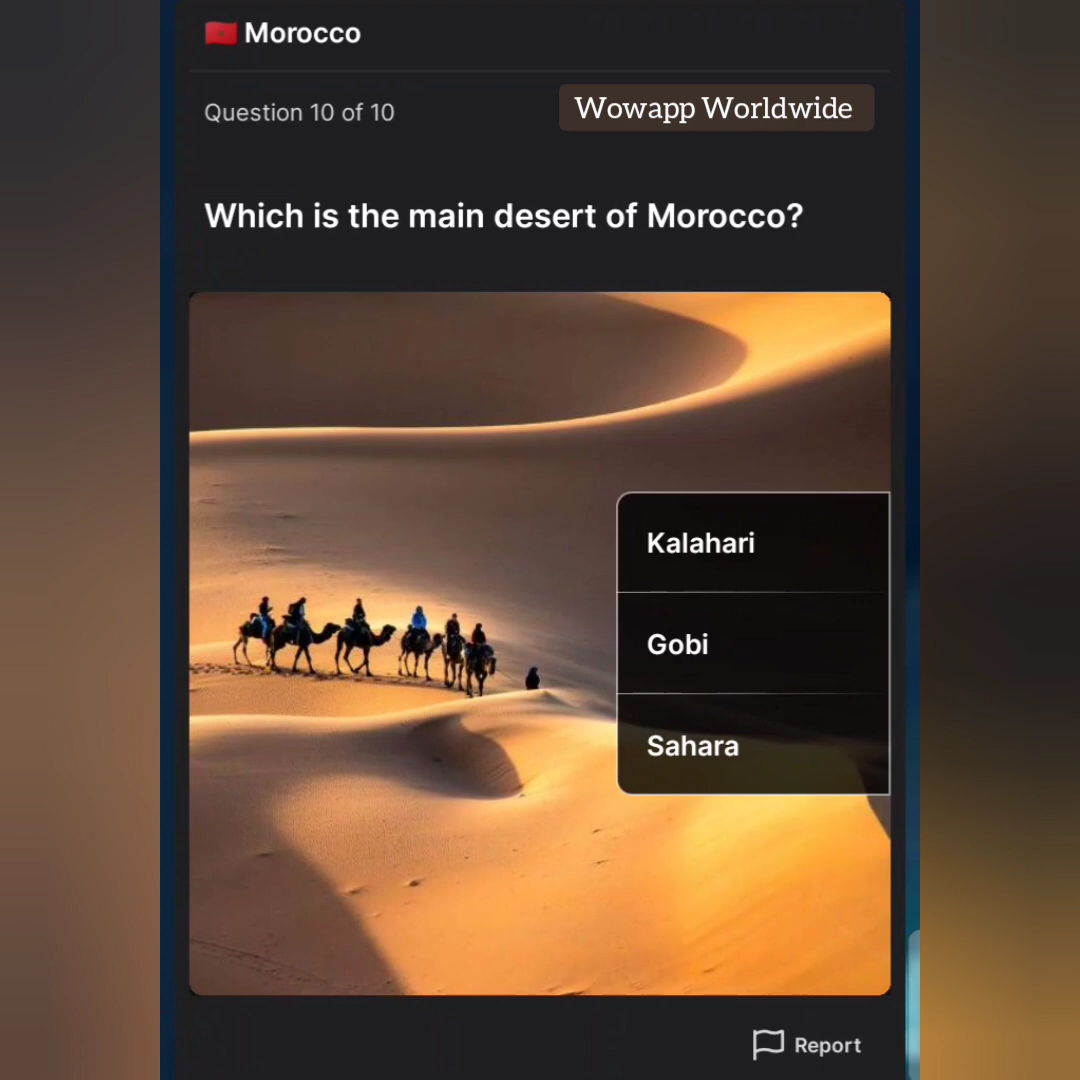 Morocco
Question 10 of 10
Wowapp Worldwide
Which is the main desert of Morocco?
Kalahari
Gobi
Sahara
Report